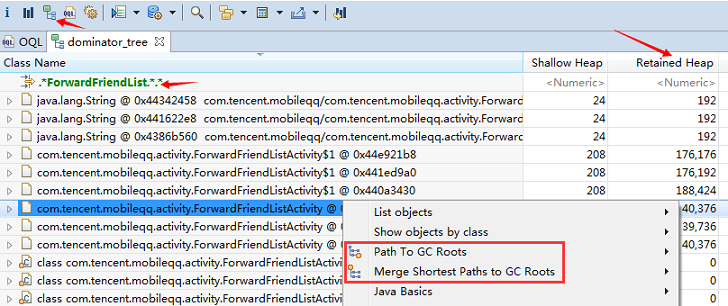 i OQL
OQL dominator_tree
Class Name Shallow Heap Retained Heap
.*ForwardFriendList.*.* <Numeric> <Numeric>
java.lang.String @ 0x44342458 com.tencent.mobileqq/com.tencent.mobileqq.activity.Forward 24 192
java.lang.String @ 0x441622e8 com.tencent.mobileqq/com.tencent.mobileqq.activity.Forward 24 192
java.lang.String @ 0x4386b560 com.tencent.mobileqq/com.tencent.mobileqq.activity.Forward 24 192
com.tencent.mobileqq.activity.ForwardFriendListActivity$1 @ 0x44e921b8 208 176,176
com.tencent.mobileqq.activity.ForwardFriendListActivity$1 @ 0x441ed9a0 208 176,192
com.tencent.mobileqq.activity.ForwardFriendListActivity$1 @ 0x440a3430 208 188,424
com.tencent.mobileqq.activity.ForwardFriendListActivity @ 40,376
List objects
com.tencent.mobileqq.activity.ForwardFriendListActivity @ 39,736
Show objects by class
com.tencent.mobileqq.activity.ForwardFriendListActivity @ 40,376
Path To GC Roots
class com.tencent.mobileqq.activity.ForwardFriendListActiv 0
Merge Shortest Paths to GC Roots
class com.tencent.mobileqq.activity.ForwardFriendListActiv 0
Java Basics
class com.tencent.mobileqq.activity.ForwardFriendListActiv 0